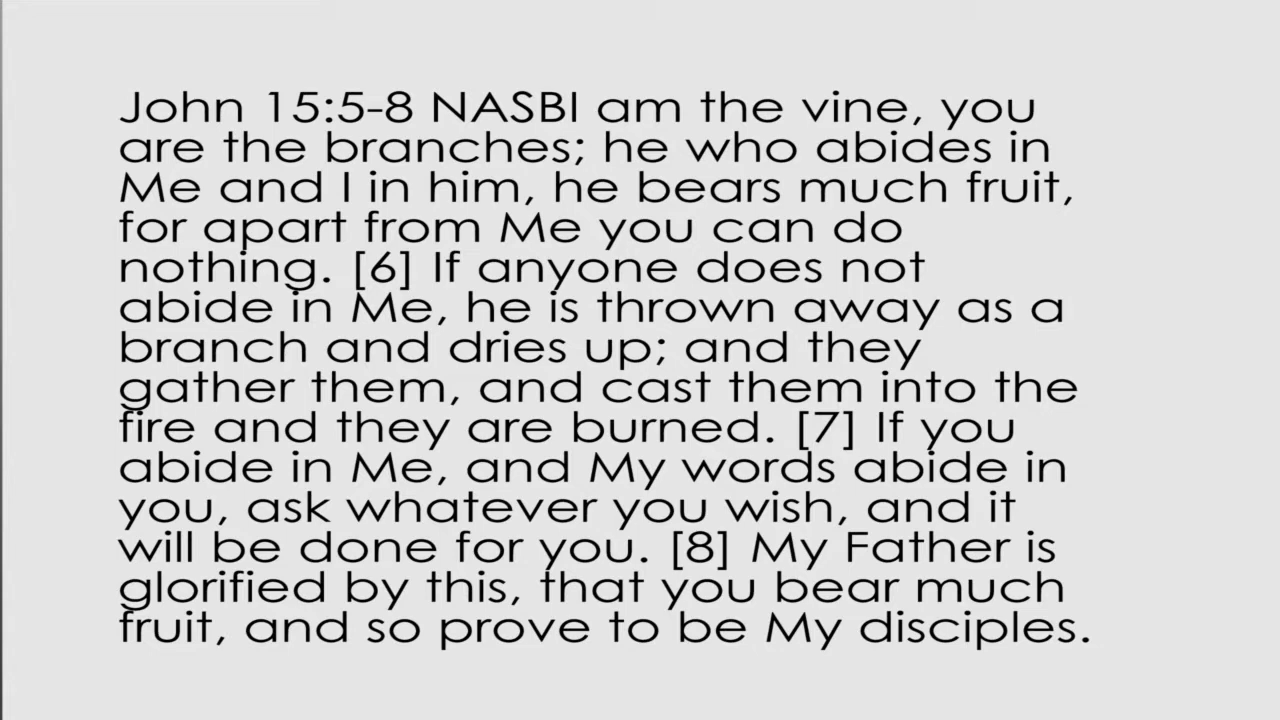 John 15:5-8 NASBI am the vine, you
are the branches; he who abides in
Me and I in him, he bears much fruit,
for apart from Me you can do
nothing. [6] If anyone does not
abide in Me, he is thrown away as a
branch and dries up; and they
gather them, and cast them into the
fire and they are burned. [7] If you
abide in Me, and My words abide in
you, ask whatever you wish, and it
will be done for you. [8] My Father is
glorified by this, that you bear much
fruit, and so prove to be My disciples.